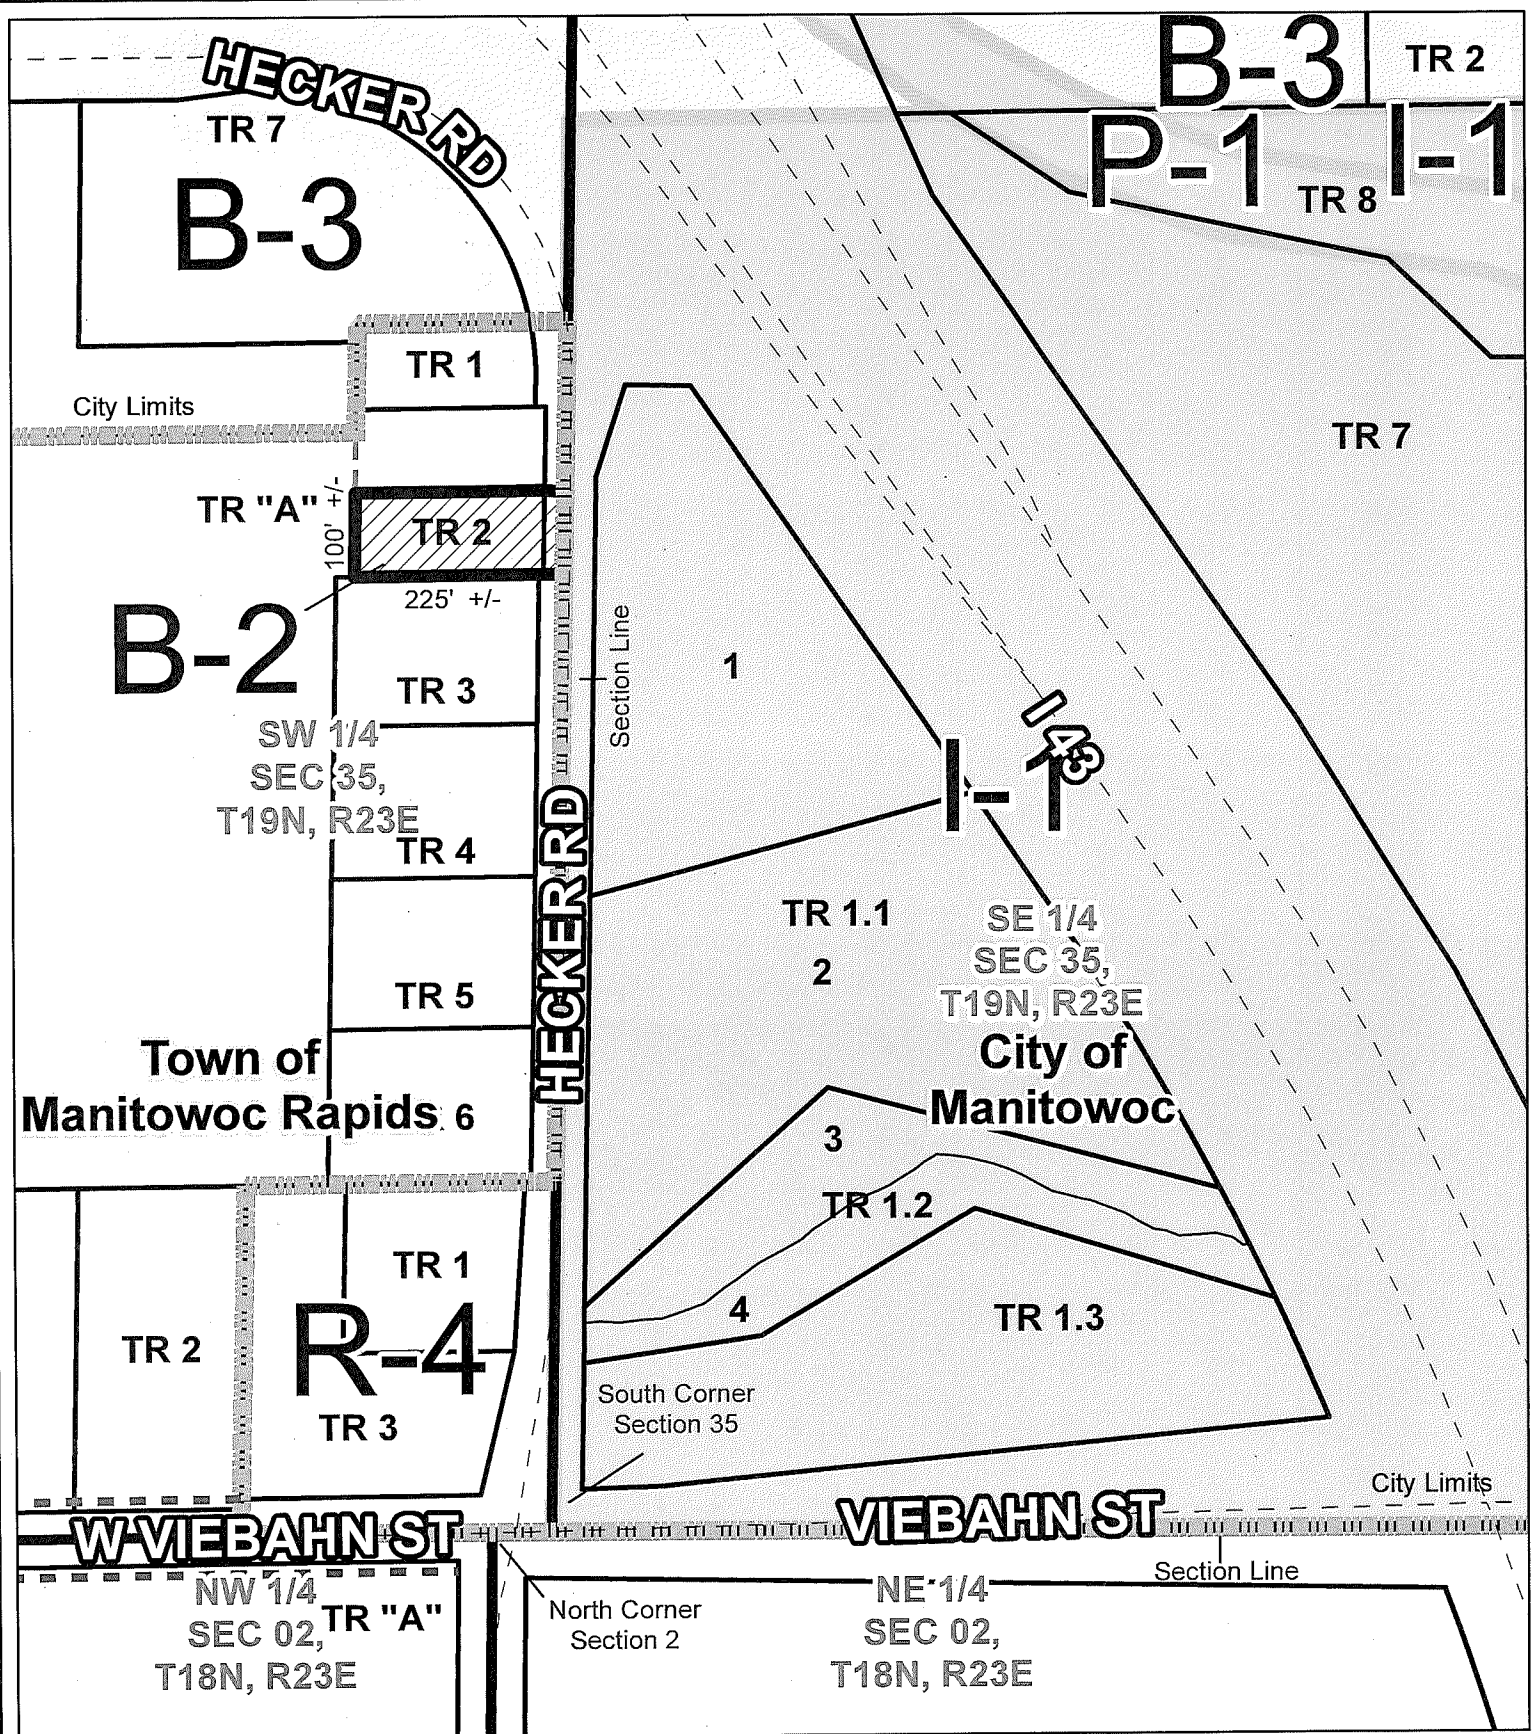 HECKER RD
TR 7
B-3
B-3
TR 2
P-1
I-1
TR 8
TR 1
City Limits
TR 7
TR "A"
100' +/-
TR 2
225' +/-
B-2
Section Line
1
TR 3
SW 1/4
SEC 35,
T19N, R23E
I 43
I-1
TR 4
HECKER RD
TR 1.1
2
SE 1/4
SEC 35,
T19N, R23E
TR 5
Town of
Manitowoc Rapids
6
City of
Manitowoc
3
TR 1.2
4
TR 1.3
TR 1
R-4
TR 2
TR 3
South Corner
Section 35
City Limits
W VIEBAHN ST
VIEBAHN ST
Section Line
NW 1/4
SEC 02,
T18N, R23E
TR "A"
North Corner
Section 2
NE 1/4
SEC 02,
T18N, R23E